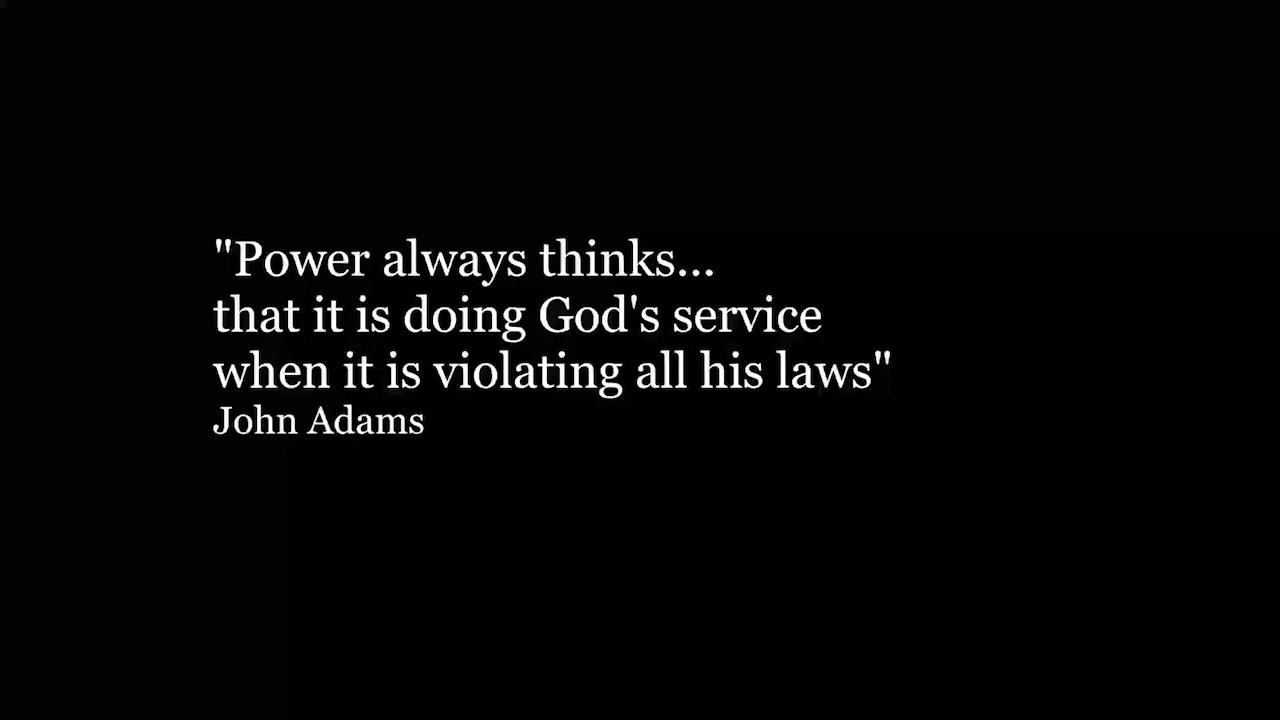 "Power always thinks...
that it is doing God's service
when it is violating all his laws"
John Adams